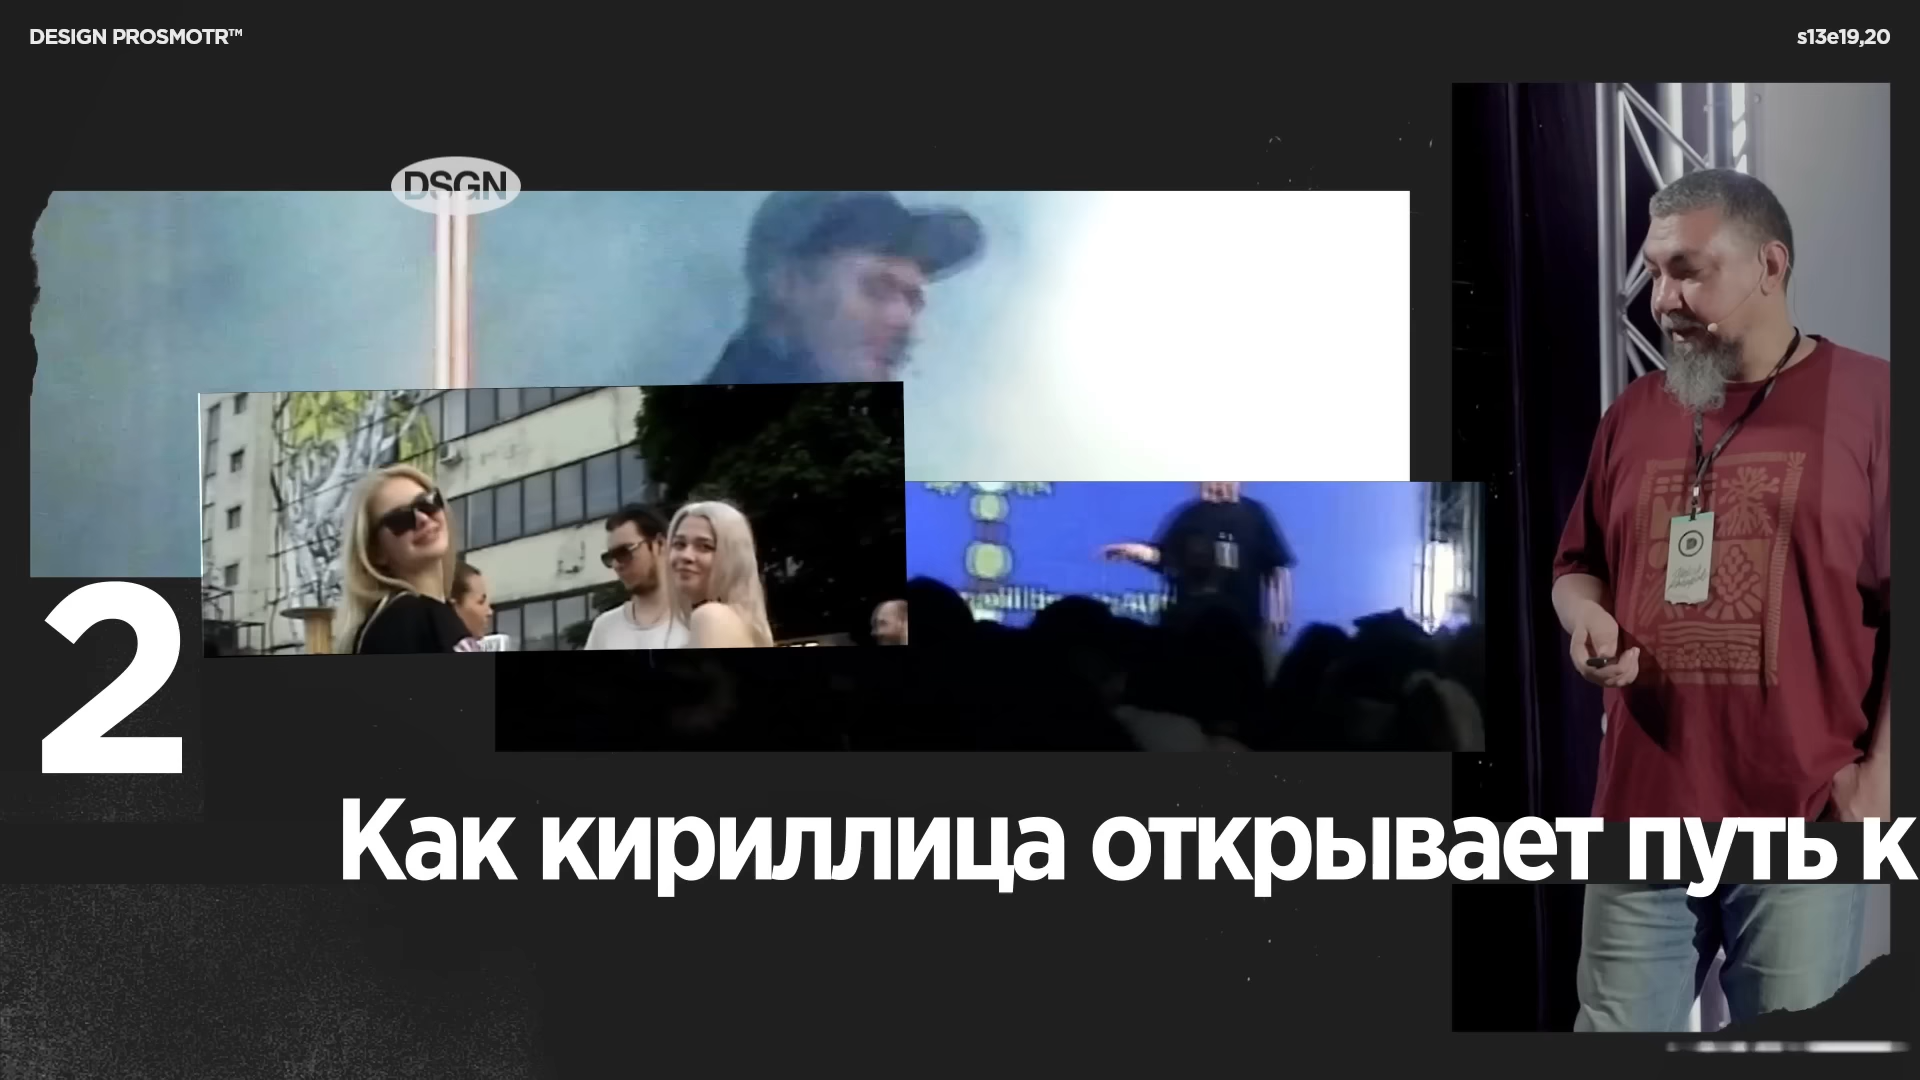 DESIGN PROSMOTR™
s13e19,20
DSGN
2
Как кириллица открывает путь к